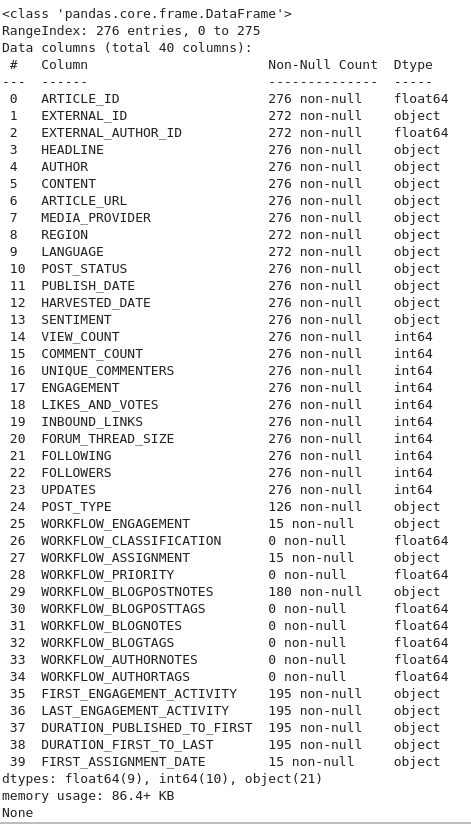 <class 'pandas.core.frame.DataFrame'>
RangeIndex: 276 entries, 0 to 275
Data columns (total 40 columns):
 #   Column                       Non-Null Count  Dtype
---  ------                       --------------  -----
 0   ARTICLE_ID                   276 non-null    float64
 1   EXTERNAL_ID                  272 non-null    object
 2   EXTERNAL_AUTHOR_ID           272 non-null    float64
 3   HEADLINE                     276 non-null    object
 4   AUTHOR                       276 non-null    object
 5   CONTENT                      276 non-null    object
 6   ARTICLE_URL                  276 non-null    object
 7   MEDIA_PROVIDER               276 non-null    object
 8   REGION                       272 non-null    object
 9   LANGUAGE                     272 non-null    object
 10  POST_STATUS                  276 non-null    object
 11  PUBLISH_DATE                 276 non-null    object
 12  HARVESTED_DATE               276 non-null    object
 13  SENTIMENT                    276 non-null    object
 14  VIEW_COUNT                   276 non-null    int64
 15  COMMENT_COUNT                276 non-null    int64
 16  UNIQUE_COMMENTERS            276 non-null    int64
 17  ENGAGEMENT                   276 non-null    int64
 18  LIKES_AND_VOTES              276 non-null    int64
 19  INBOUND_LINKS                276 non-null    int64
 20  FORUM_THREAD_SIZE            276 non-null    int64
 21  FOLLOWING                    276 non-null    int64
 22  FOLLOWERS                    276 non-null    int64
 23  UPDATES                      276 non-null    int64
 24  POST_TYPE                    126 non-null    object
 25  WORKFLOW_ENGAGEMENT          15 non-null     object
 26  WORKFLOW_CLASSIFICATION      0 non-null      float64
 27  WORKFLOW_ASSIGNMENT          15 non-null     object
 28  WORKFLOW_PRIORITY            0 non-null      float64
 29  WORKFLOW_BLOGPOSTNOTES       180 non-null    object
 30  WORKFLOW_BLOGPOSTTAGS        0 non-null      float64
 31  WORKFLOW_BLOGNOTES           0 non-null      float64
 32  WORKFLOW_BLOGTAGS            0 non-null      float64
 33  WORKFLOW_AUTHORNOTES         0 non-null      float64
 34  WORKFLOW_AUTHORTAGS          0 non-null      float64
 35  FIRST_ENGAGEMENT_ACTIVITY    195 non-null    object
 36  LAST_ENGAGEMENT_ACTIVITY     195 non-null    object
 37  DURATION_PUBLISHED_TO_FIRST  195 non-null    object
 38  DURATION_FIRST_TO_LAST       195 non-null    object
 39  FIRST_ASSIGNMENT_DATE        15 non-null     object
dtypes: float64(9), int64(10), object(21)
memory usage: 86.4+ KB
None